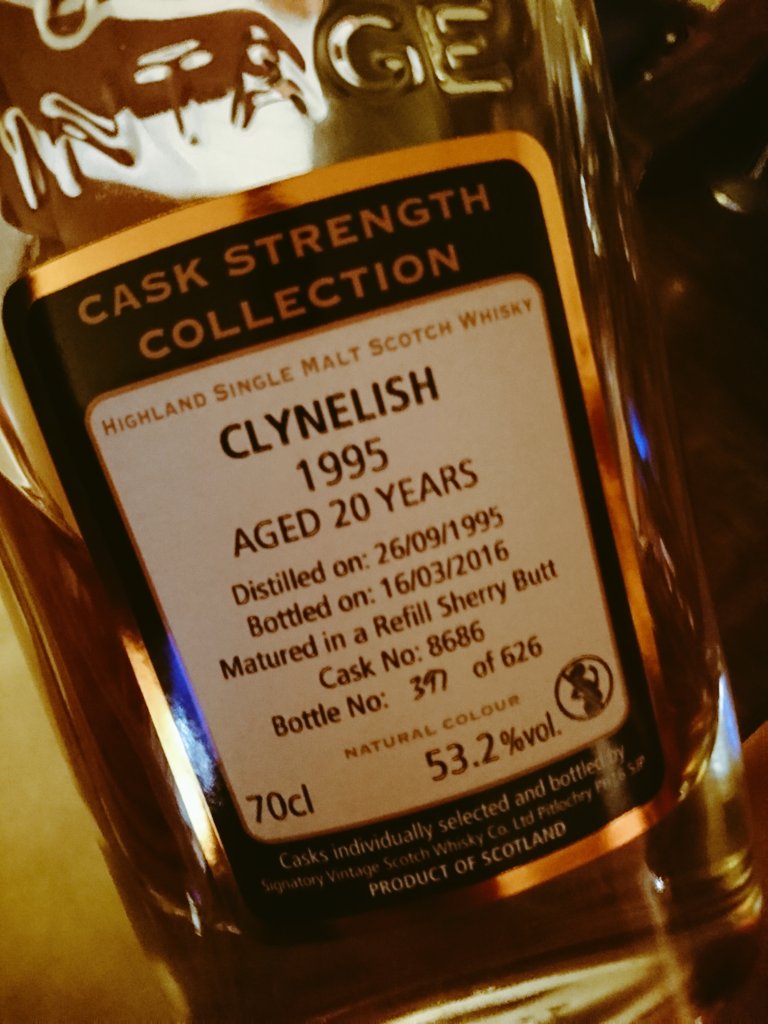 VINTAGE
CASK STRENGTH
COLLECTION
HIGHLAND SINGLE MALT SCOTCH WHISKY
CLYNELISH
1995
AGED 20 YEARS
Distilled on: 26/09/1995
Bottled on: 16/03/2016
Matured in a Refill Sherry Butt
Cask No: 8686
Bottle No: 397 of 626
NATURAL COLOUR
70cl 53.2%vol.
Casks individually selected and bottled by
Signatory Vintage Scotch Whisky Co. Ltd Pitlochry PH16 5JP
PRODUCT OF SCOTLAND